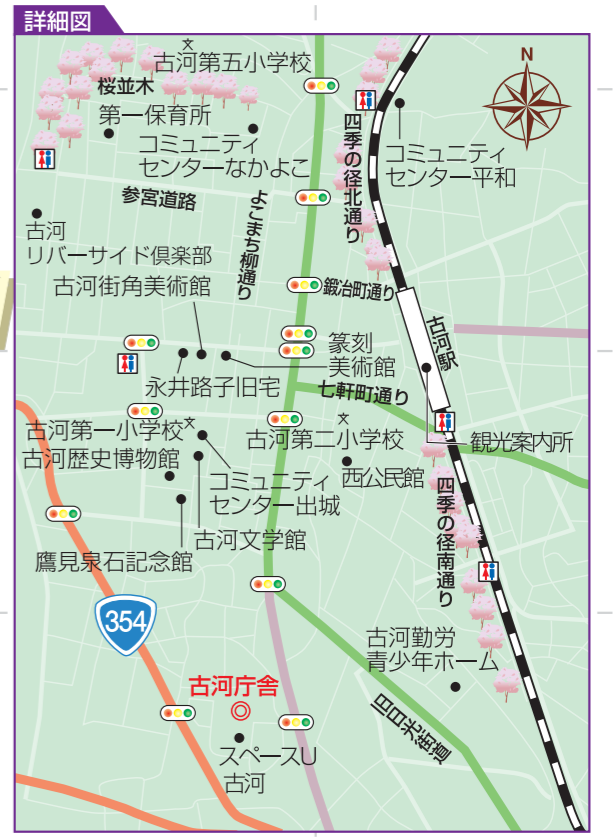 詳細図
N
古河第五小学校
桜並木
第一保育所
コミュニティ
センターなかよこ
四季の径北通り
コミュニティ
センター平和
参宮道路
よこまち柳通り
古河
リバーサイド倶楽部
古河街角美術館
鍛冶町通り
古河駅
篆刻
美術館
永井路子旧宅
七軒町通り
古河第一小学校
古河第二小学校
観光案内所
古河歴史博物館
コミュニティ
センター出城
西公民館
四季の径南通り
古河文学館
鷹見泉石記念館
354
古河勤労
青少年ホーム
古河庁舎
旧日光街道
スペースU
古河